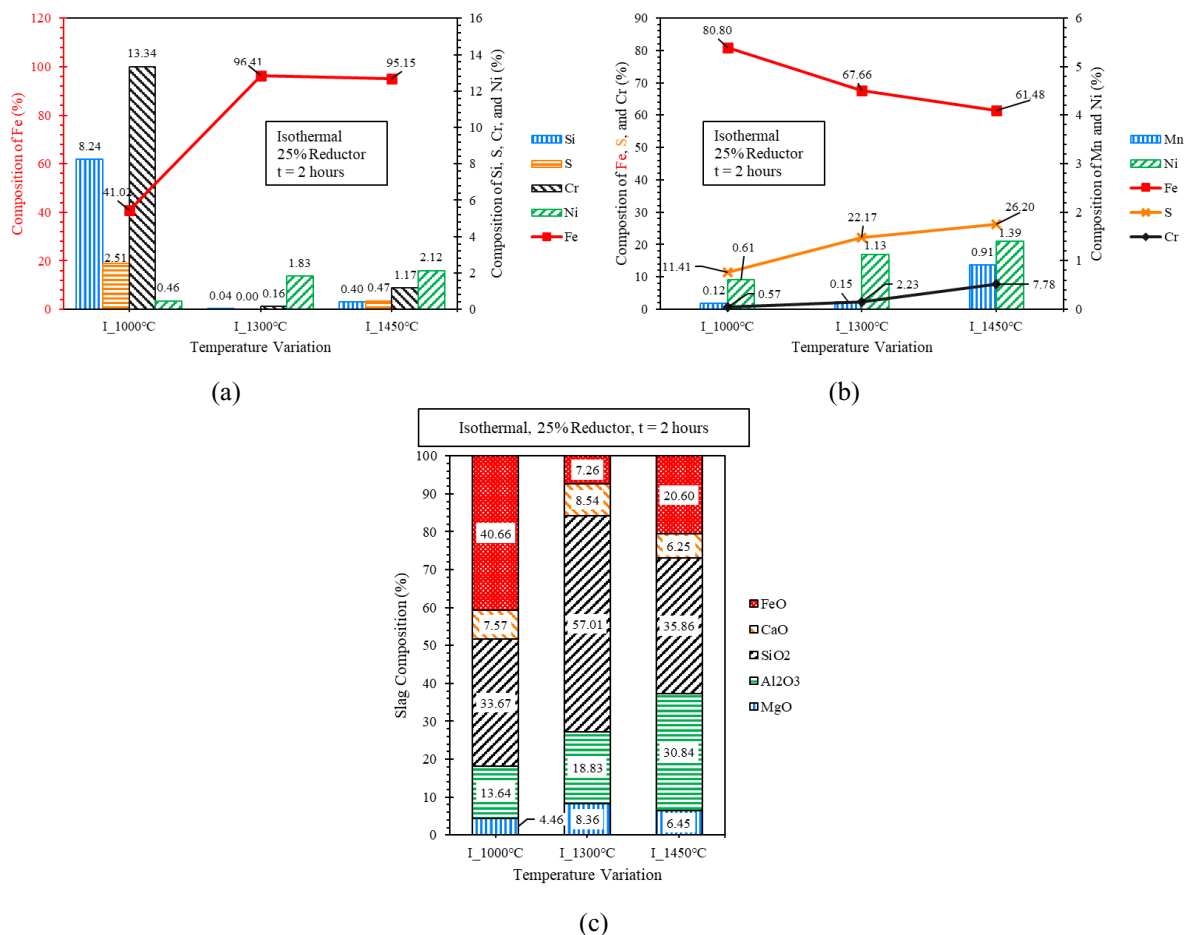 120
100
80
60
40
20
0
16
14
12
10
8
6
4
2
0
Composition of Fe (%)
Composition of Si, S, Cr, and Ni (%)
13.34
96.41
95.15
8.24
41.02
2.51
0.46
0.04
0.00
0.16
1.83
0.40
0.47
1.17
2.12
Isothermal
25% Reductor
t = 2 hours
Si
S
Cr
Ni
Fe
I_1000°C
I_1300°C
I_1450°C
Temperature Variation
(a)
90
80
70
60
50
40
30
20
10
0
6
5
4
3
2
1
0
Compostion of Fe, S, and Cr (%)
Composition of Mn and Ni (%)
80.80
67.66
61.48
11.41
22.17
26.20
0.61
1.13
1.39
0.12
0.57
0.15
2.23
0.91
7.78
Isothermal
25% Reductor
t = 2 hours
Mn
Ni
Fe
S
Cr
I_1000°C
I_1300°C
I_1450°C
Temperature Variation
(b)
Isothermal, 25% Reductor, t = 2 hours
100
90
80
70
60
50
40
30
20
10
0
Slag Composition (%)
40.66
7.57
33.67
13.64
4.46
7.26
8.54
57.01
18.83
8.36
20.60
6.25
35.86
30.84
6.45
FeO
CaO
SiO2
Al2O3
MgO
I_1000°C
I_1300°C
I_1450°C
Temperature Variation
(c)